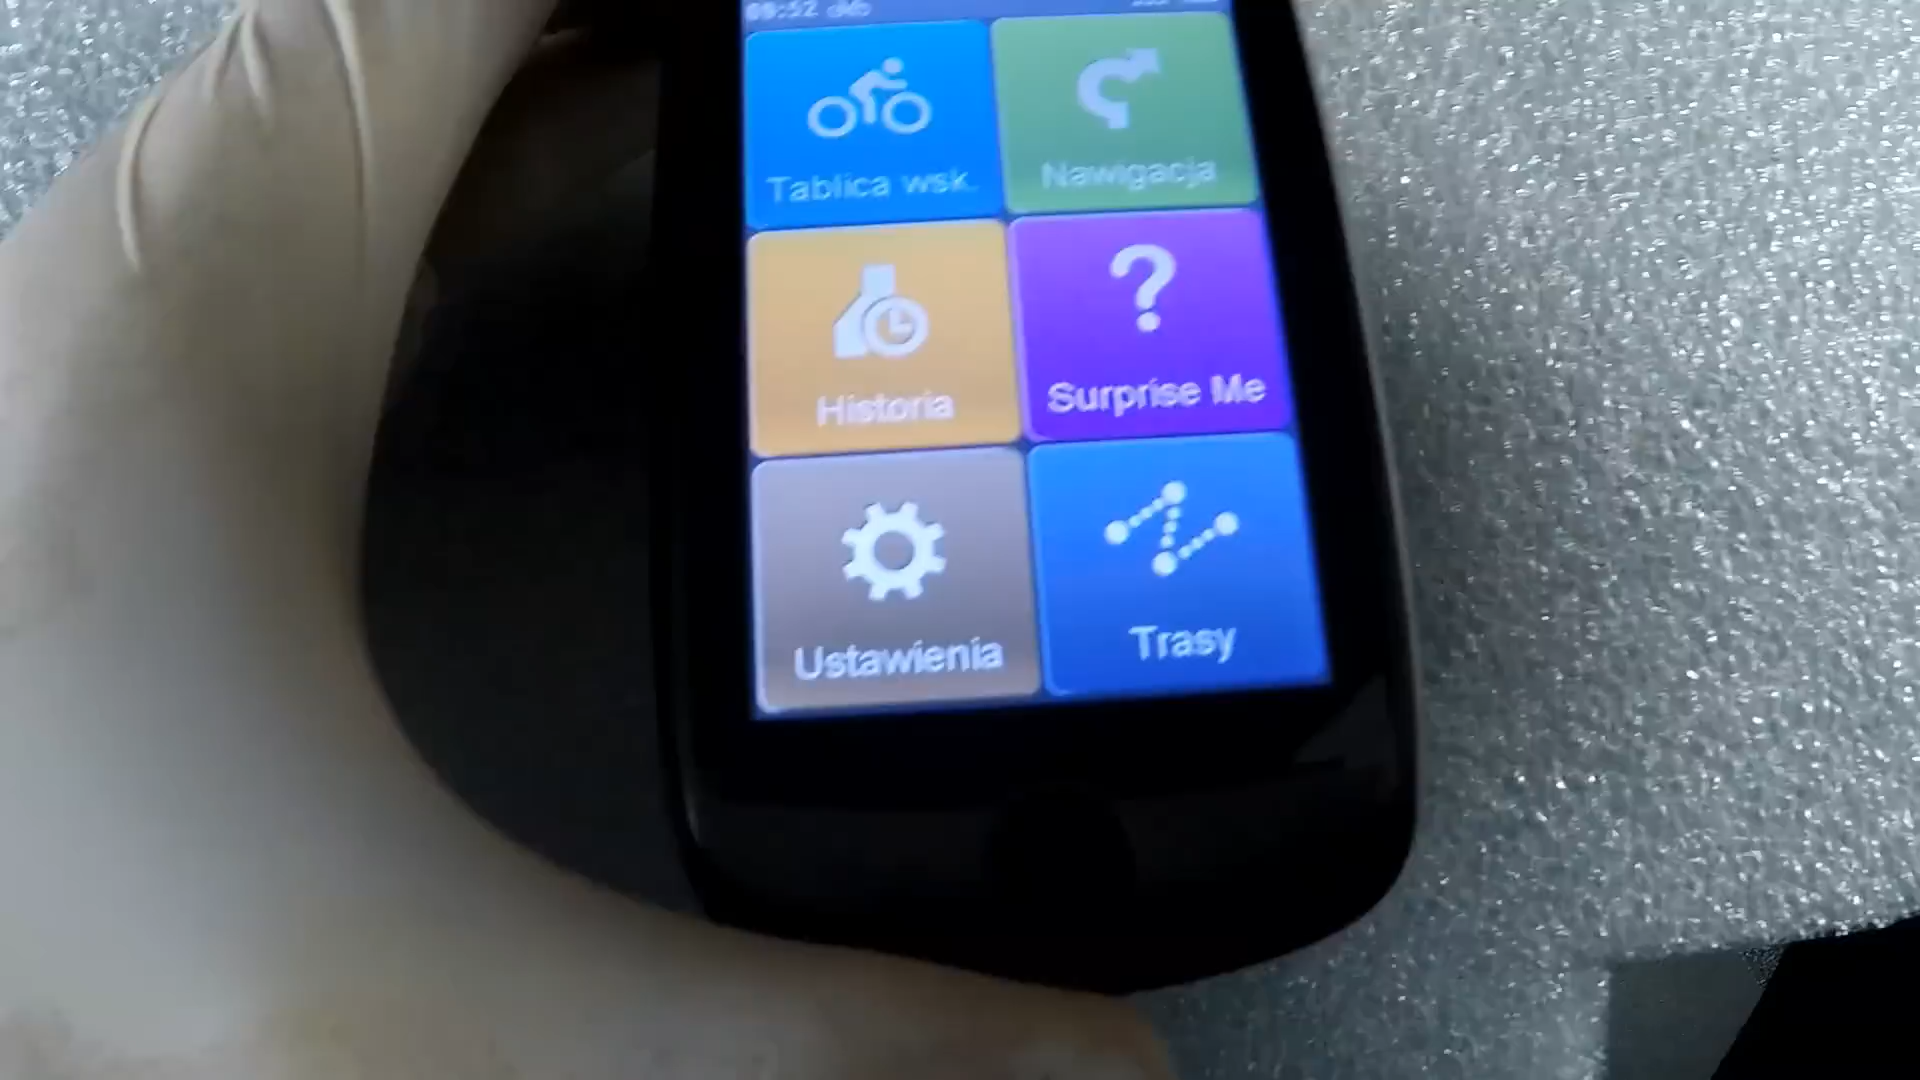 Tablica wsk.
Nawigacja
Historia
Surprise Me
Ustawienia
Trasy